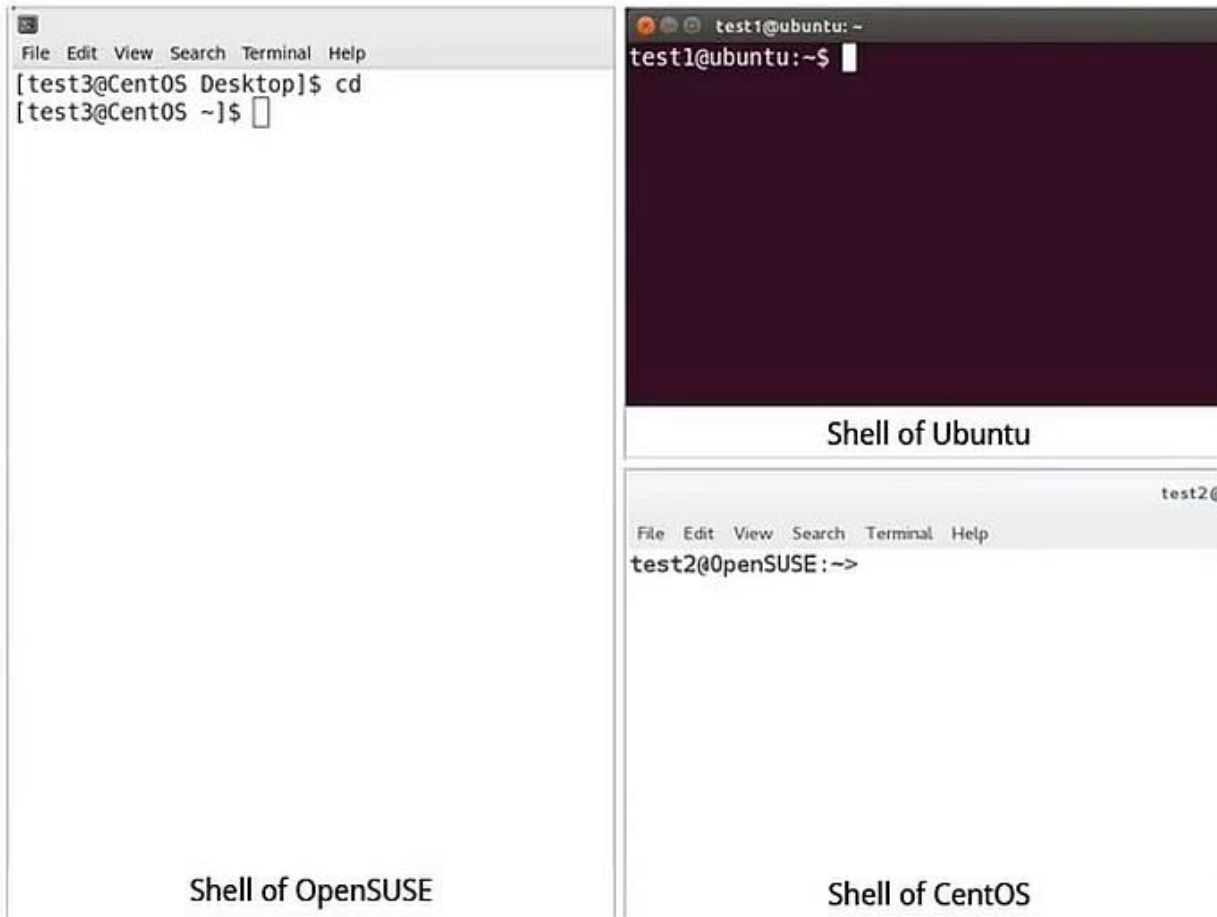 File Edit View Search Terminal Help
[test3@CentOS Desktop]$ cd
[test3@CentOS ~]$
Shell of OpenSUSE
test1@ubuntu: ~
test1@ubuntu:~$
Shell of Ubuntu
test2@
File Edit View Search Terminal Help
test2@OpenSUSE:~>
Shell of CentOS